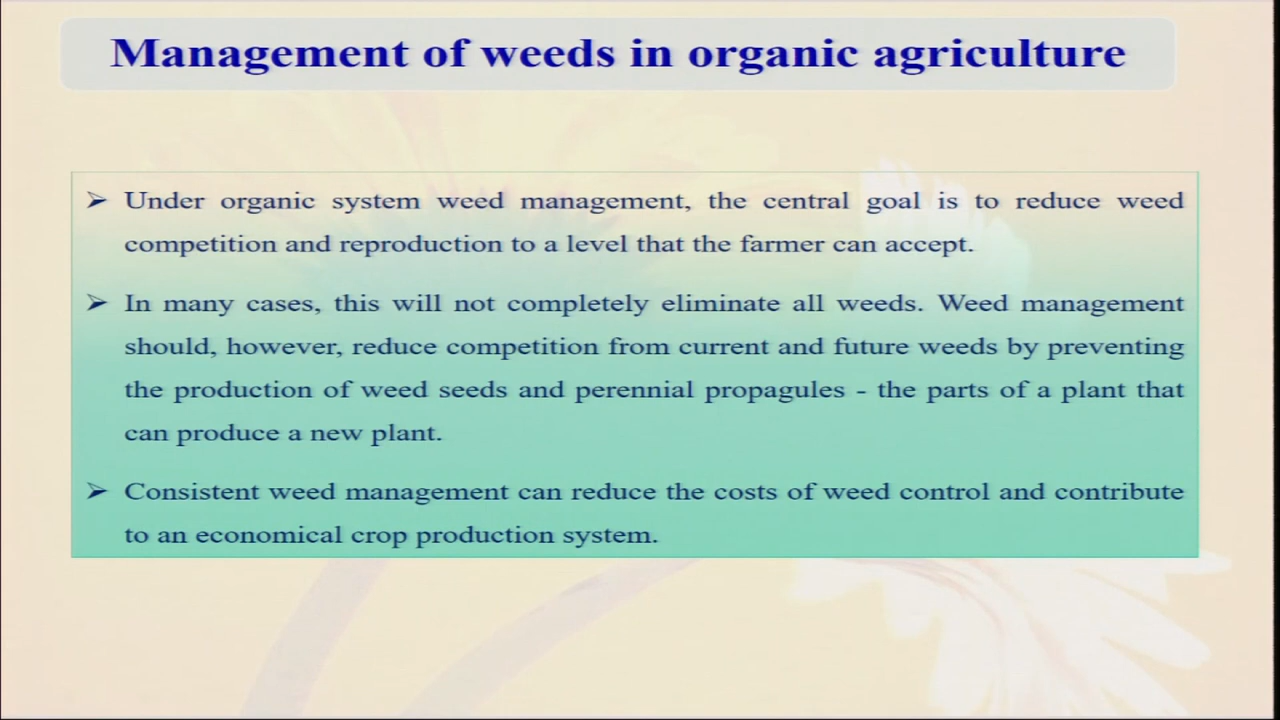 Management of weeds in organic agriculture
➢ Under organic system weed management, the central goal is to reduce weed
competition and reproduction to a level that the farmer can accept.
➢ In many cases, this will not completely eliminate all weeds. Weed management
should, however, reduce competition from current and future weeds by preventing
the production of weed seeds and perennial propagules - the parts of a plant that
can produce a new plant.
➢ Consistent weed management can reduce the costs of weed control and contribute
to an economical crop production system.